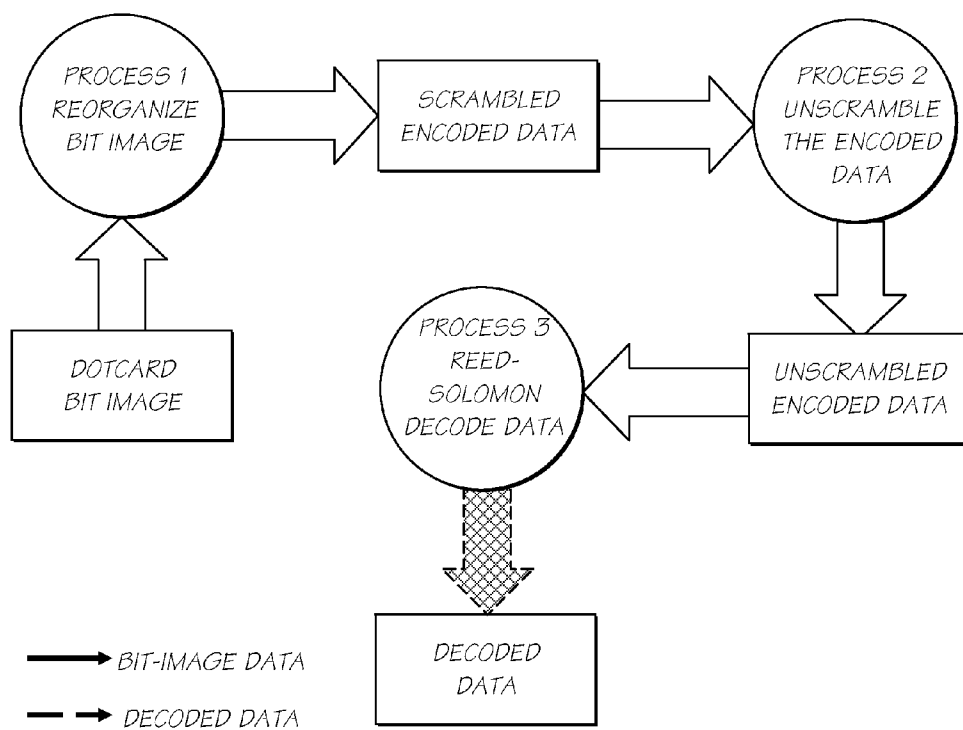 PROCESS 1
REORGANIZE
BIT IMAGE
SCRAMBLED
ENCODED DATA
PROCESS 2
UNSCRAMBLE
THE ENCODED
DATA
DOTCARD
BIT IMAGE
PROCESS 3
REED-
SOLOMON
DECODE DATA
UNSCRAMBLED
ENCODED DATA
DECODED
DATA
BIT-IMAGE DATA
DECODED DATA